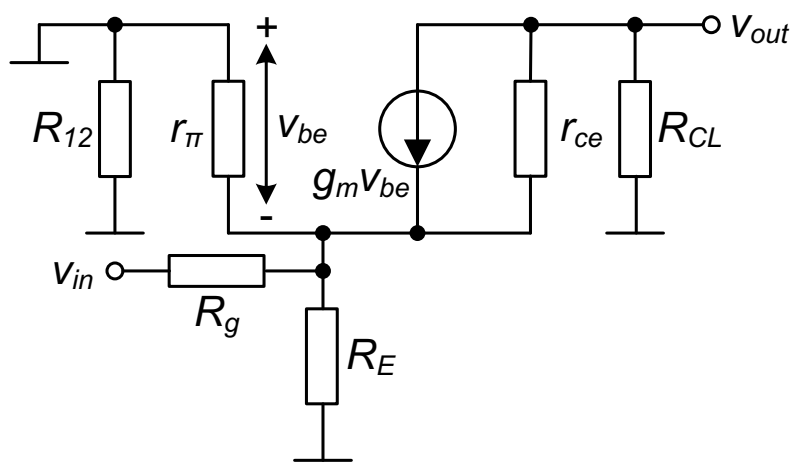 +
v_out
R_12
r_π
v_be
r_ce
R_CL
g_m v_be
-
v_in
R_g
R_E